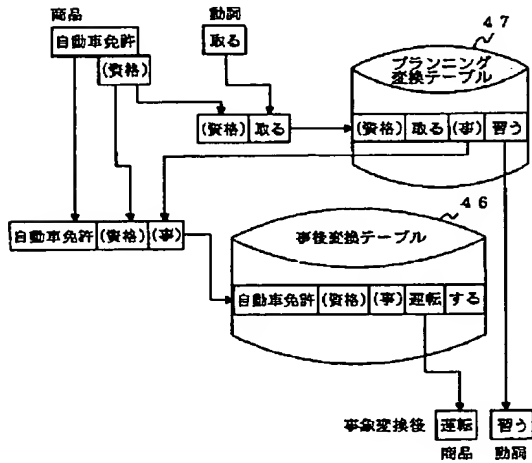 商品
動詞
自動車免許
(資格)
取る
47
プランニング
変換テーブル
(資格) 取る
(資格) 取る (事) 習う
46
自動車免許 (資格) (事)
事後変換テーブル
自動車免許 (資格) (事) 運転 する
事象変換後 運転 習う
商品 動詞